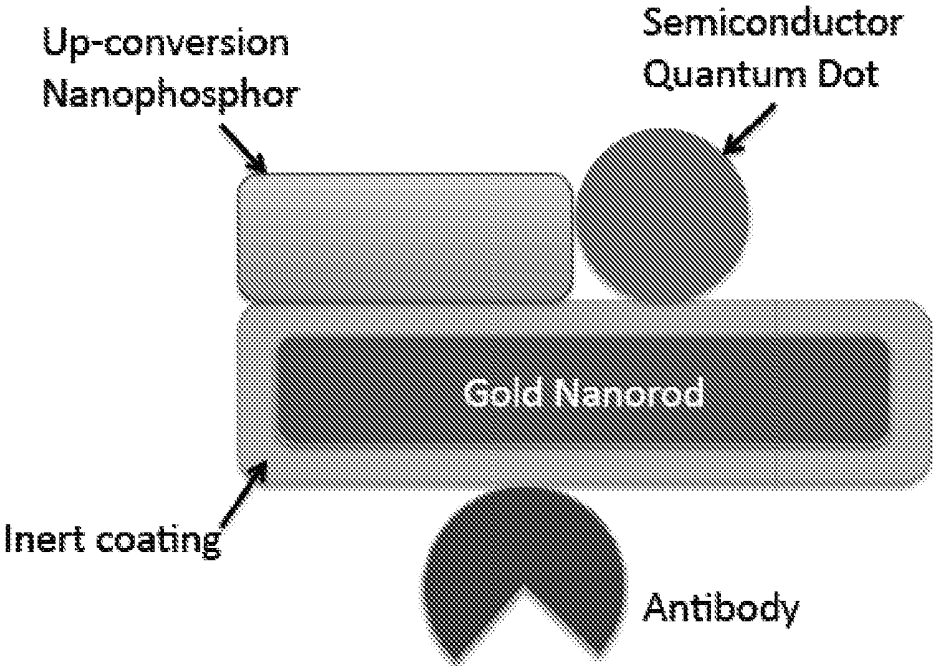 Up-conversion
Nanophosphor
Semiconductor
Quantum Dot
Gold Nanorod
Inert coating
Antibody